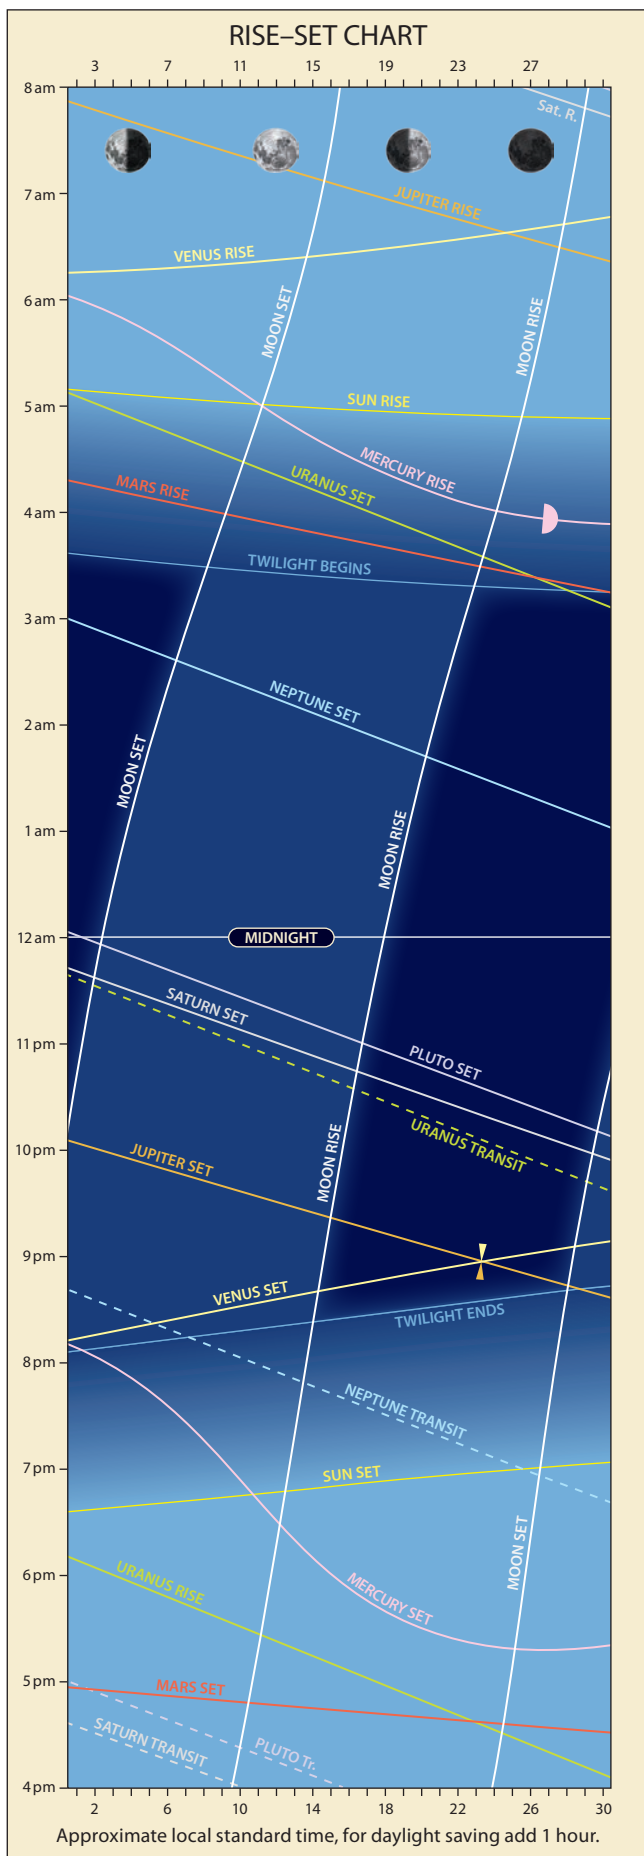 RISE–SET CHART
3 7 11 15 19 23 27
8 am
Sat. R.
JUPITER RISE
7 am
VENUS RISE
6 am
MOON SET
MOON RISE
SUN RISE
5 am
MERCURY RISE
URANUS SET
MARS RISE
4 am
TWILIGHT BEGINS
3 am
NEPTUNE SET
2 am
MOON SET
MOON RISE
1 am
12 am
MIDNIGHT
SATURN SET
11 pm
PLUTO SET
URANUS TRANSIT
JUPITER SET
10 pm
MOON RISE
9 pm
VENUS SET
TWILIGHT ENDS
8 pm
NEPTUNE TRANSIT
7 pm
SUN SET
MOON SET
6 pm
URANUS RISE
MERCURY SET
5 pm
MARS SET
SATURN TRANSIT
PLUTO Tr.
4 pm
2 6 10 14 18 22 26 30
Approximate local standard time, for daylight saving add 1 hour.